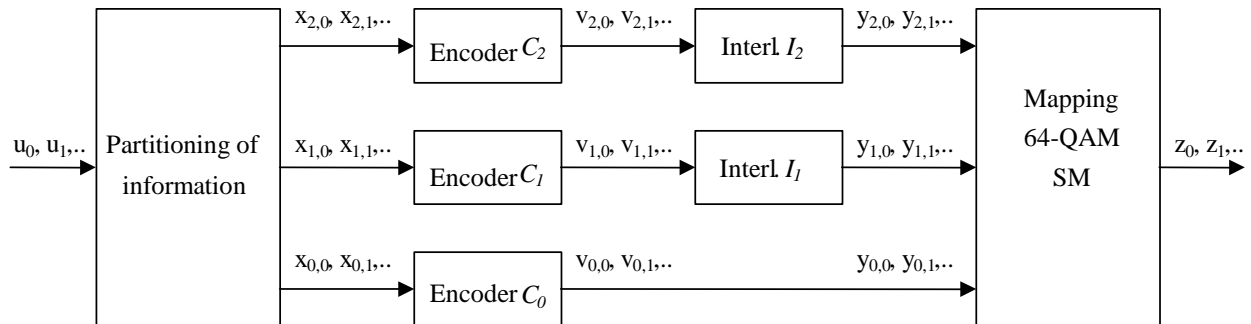 x2,0, x2,1,..
v2,0, v2,1,..
y2,0, y2,1,..
Encoder C2
Interl. I2
u0, u1,..
Partitioning of
information
x1,0, x1,1,..
v1,0, v1,1,..
y1,0, y1,1,..
Encoder C1
Interl. I1
Mapping
64-QAM
SM
z0, z1,..
x0,0, x0,1,..
v0,0, v0,1,..
y0,0, y0,1,..
Encoder C0